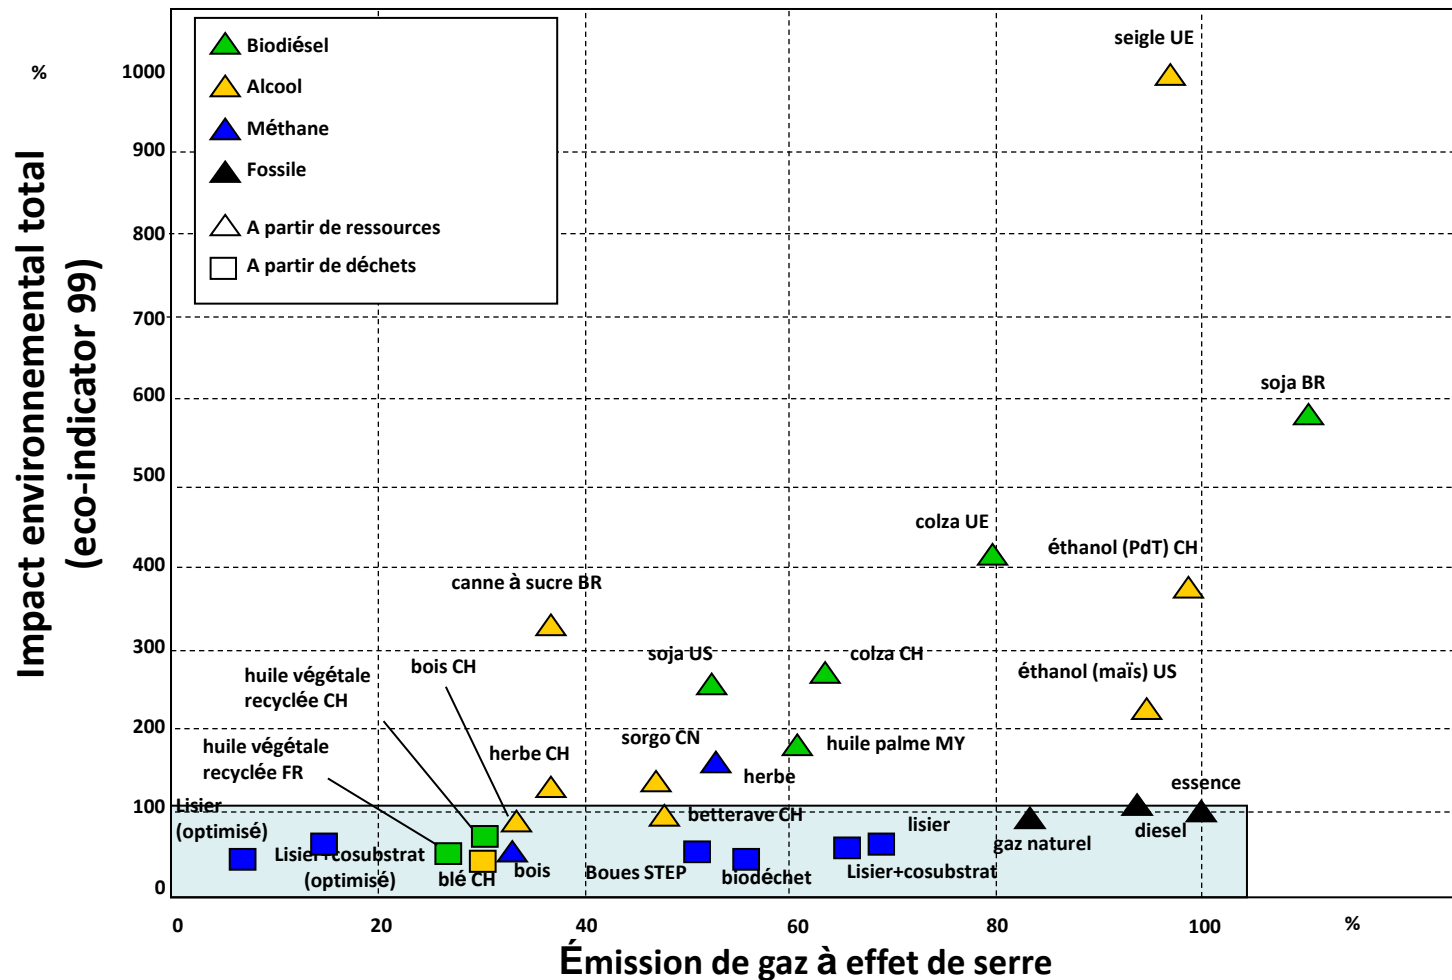 %
Impact environnemental total
(eco-indicator 99)
1000
900
800
700
600
500
400
300
200
100
0
Biodiésel
Alcool
Méthane
Fossile
A partir de ressources
A partir de déchets
seigle UE
soja BR
colza UE
éthanol (PdT) CH
canne à sucre BR
soja US
colza CH
bois CH
éthanol (maïs) US
huile végétale
recyclée CH
sorgo CN
huile palme MY
huile végétale
recyclée FR
herbe CH
herbe
essence
Lisier
(optimisé)
betterave CH
lisier
diesel
gaz naturel
Lisier+cosubstrat
(optimisé)
blé CH
bois
Boues STEP
biodéchet
Lisier+cosubstrat
0
20
40
60
80
100
%
Émission de gaz à effet de serre